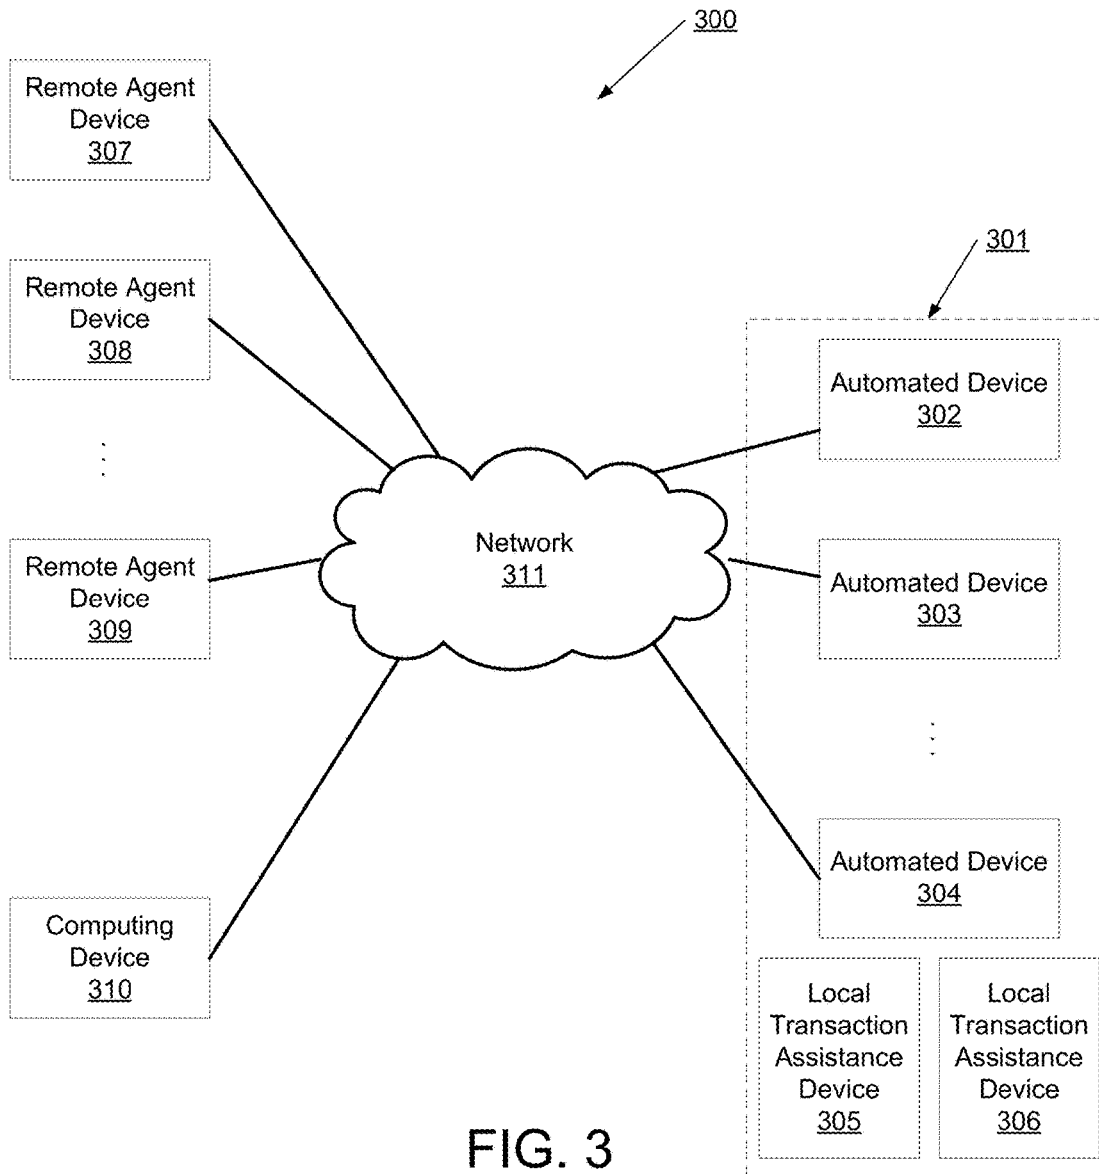 300
Remote Agent
Device
307
301
Remote Agent
Device
308
Automated Device
302
Network
311
Remote Agent
Device
309
Automated Device
303
Automated Device
304
Computing
Device
310
Local
Transaction
Assistance
Device
305
Local
Transaction
Assistance
Device
306
FIG. 3